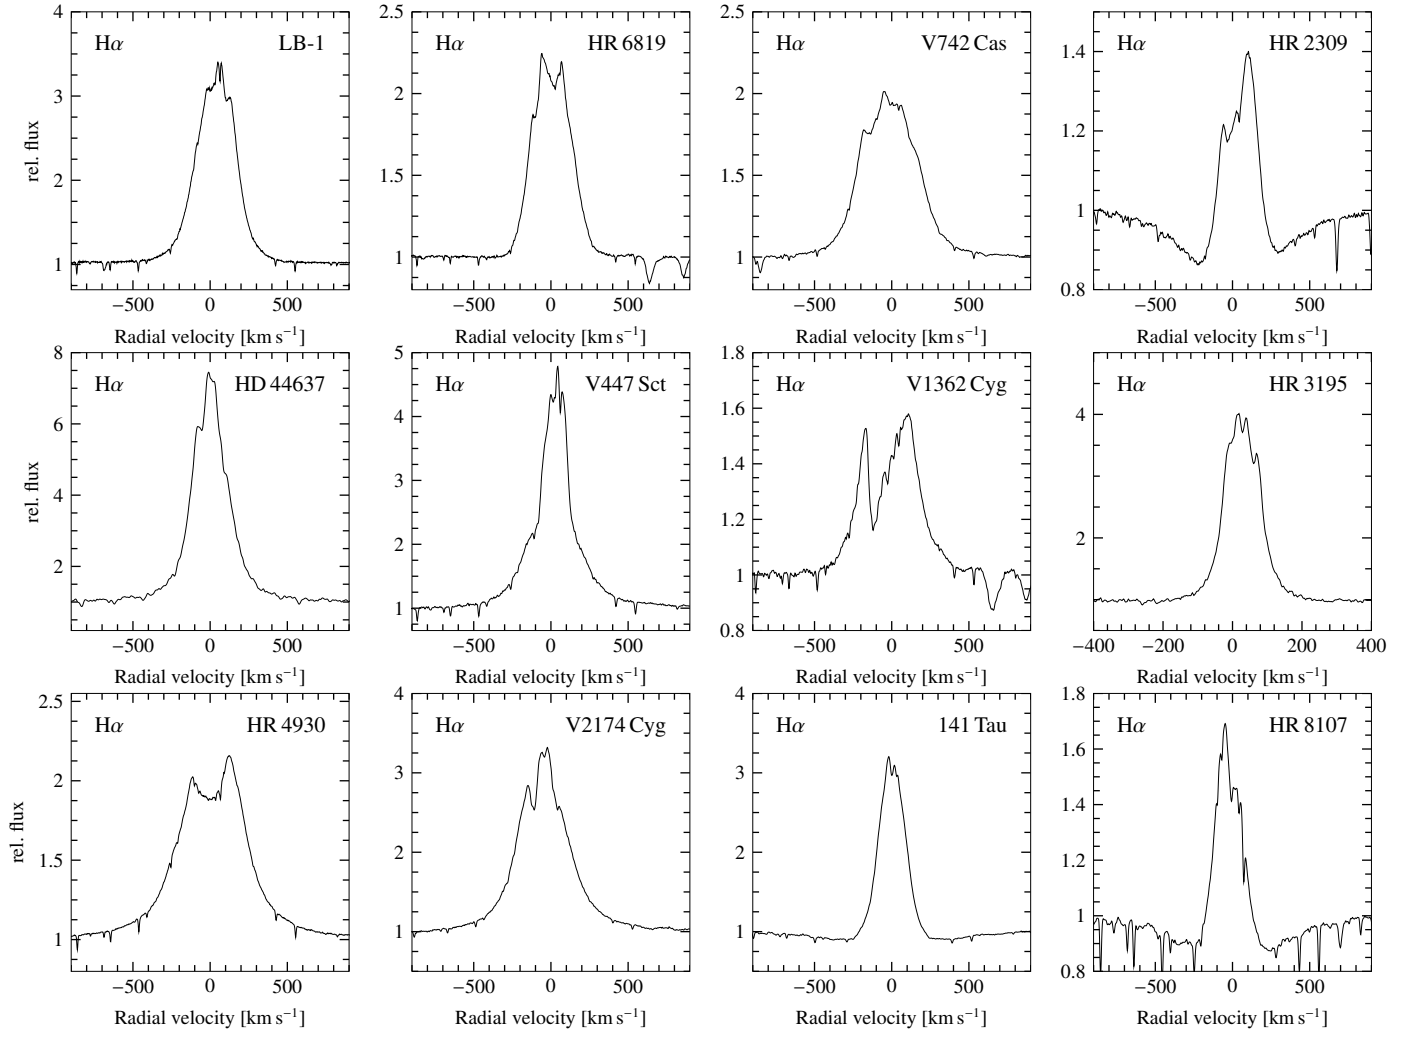 Hα LB-1
4
3
2
1
rel. flux
−500 0 500
Radial velocity [km s−1]
Hα HR 6819
2.5
2
1.5
1
−500 0 500
Radial velocity [km s−1]
Hα V742 Cas
2.5
2
1.5
1
−500 0 500
Radial velocity [km s−1]
Hα HR 2309
1.4
1.2
1
0.8
−500 0 500
Radial velocity [km s−1]
Hα HD 44637
8
6
4
2
rel. flux
−500 0 500
Radial velocity [km s−1]
Hα V447 Sct
5
4
3
2
1
−500 0 500
Radial velocity [km s−1]
Hα V1362 Cyg
1.8
1.6
1.4
1.2
1
0.8
−500 0 500
Radial velocity [km s−1]
Hα HR 3195
4
2
−400 −200 0 200 400
Radial velocity [km s−1]
Hα HR 4930
2.5
2
1.5
1
rel. flux
−500 0 500
Radial velocity [km s−1]
Hα V2174 Cyg
4
3
2
1
−500 0 500
Radial velocity [km s−1]
Hα 141 Tau
4
3
2
1
−500 0 500
Radial velocity [km s−1]
Hα HR 8107
1.8
1.6
1.4
1.2
1
0.8
−500 0 500
Radial velocity [km s−1]